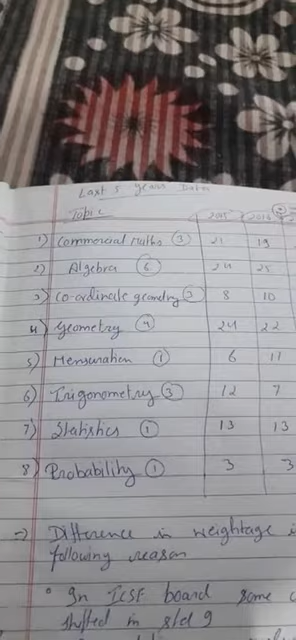 Last 5 years Data
Topic 2015 2016
1) Commercial maths ③ 21 19
2) Algebra ⑥ 24 25
3) Co-ordinate geometry ② 8 10
4) Geometry ④ 24 22
5) Mensuration ① 6 11
6) Trigonometry ③ 12 7
7) Statistics ① 13 13
8) Probability ① 3 3
=> Difference in weightage
following reason
• In ICSE board some
shifted in std 9